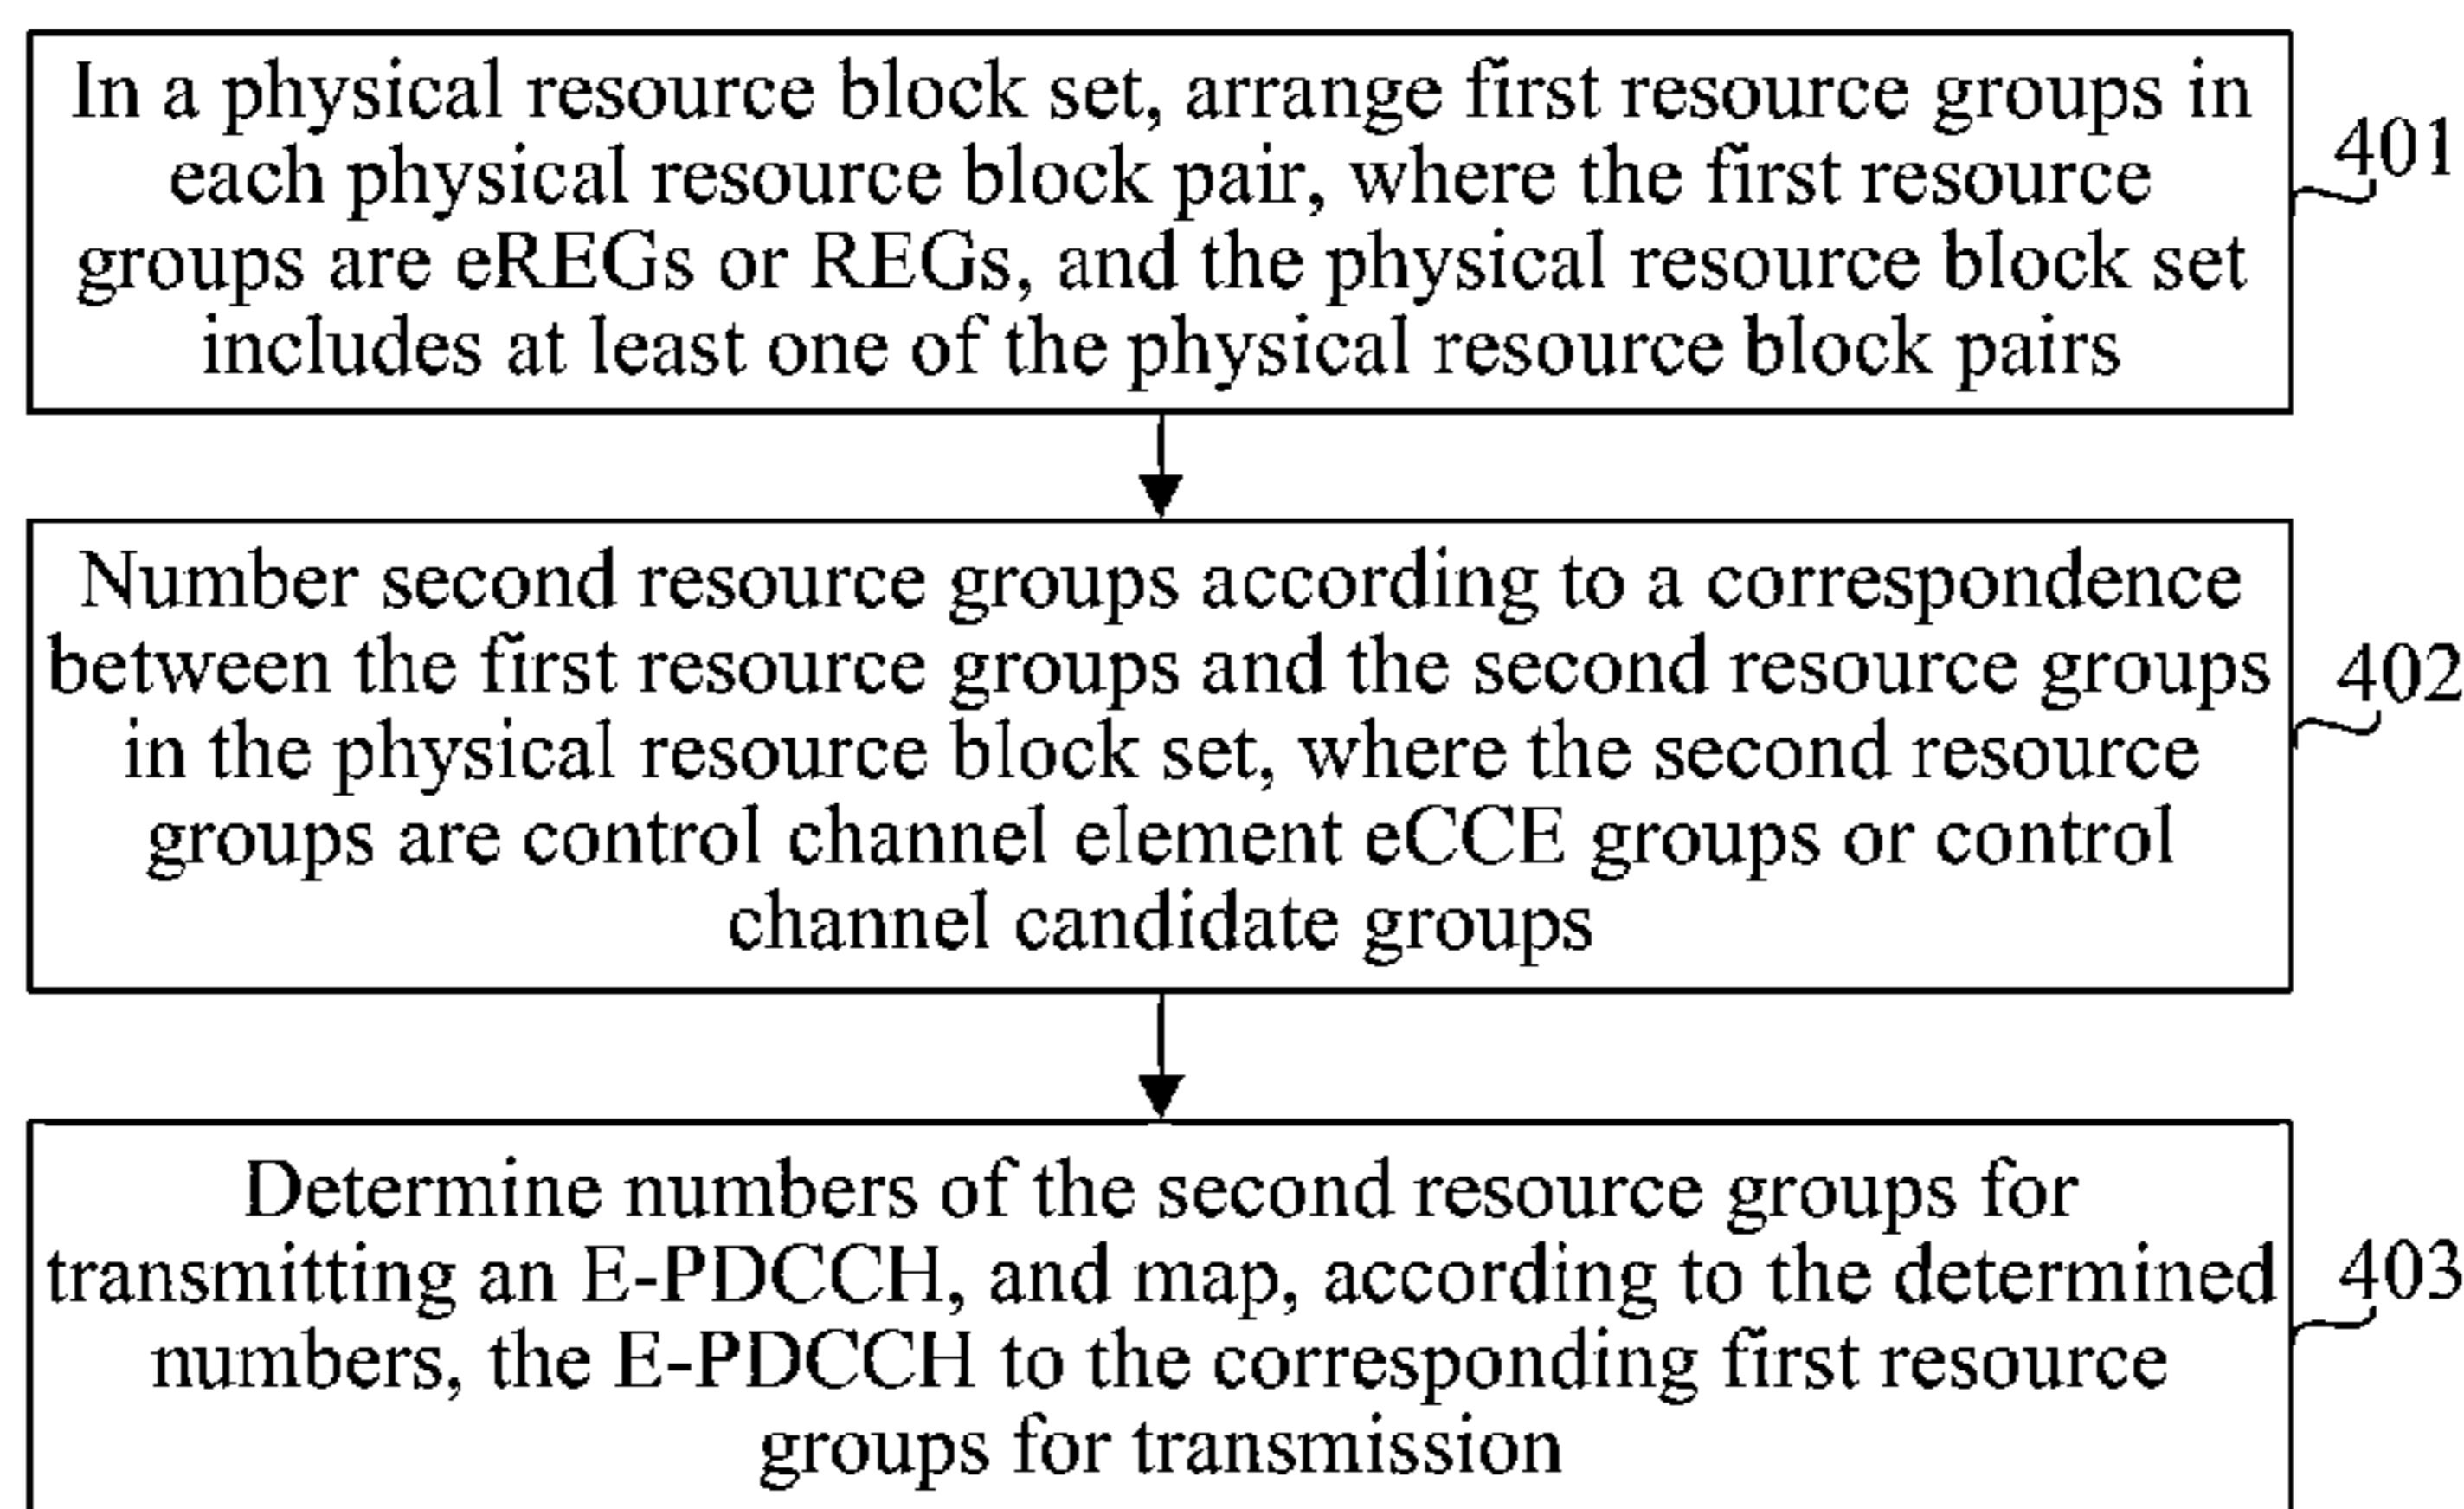 In a physical resource block set, arrange first resource groups in
each physical resource block pair, where the first resource
groups are eREGs or REGs, and the physical resource block set
includes at least one of the physical resource block pairs
401
Number second resource groups according to a correspondence
between the first resource groups and the second resource groups
in the physical resource block set, where the second resource
groups are control channel element eCCE groups or control
channel candidate groups
402
Determine numbers of the second resource groups for
transmitting an E-PDCCH, and map, according to the determined
numbers, the E-PDCCH to the corresponding first resource
groups for transmission
403